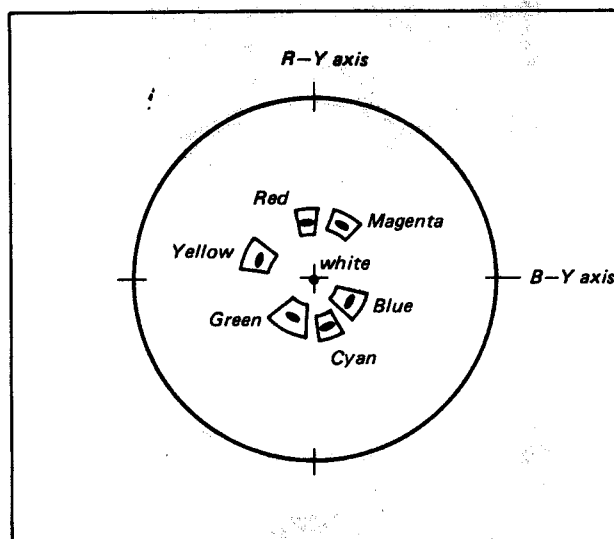 R–Y axis
Red
Magenta
Yellow
white
B–Y axis
Blue
Green
Cyan